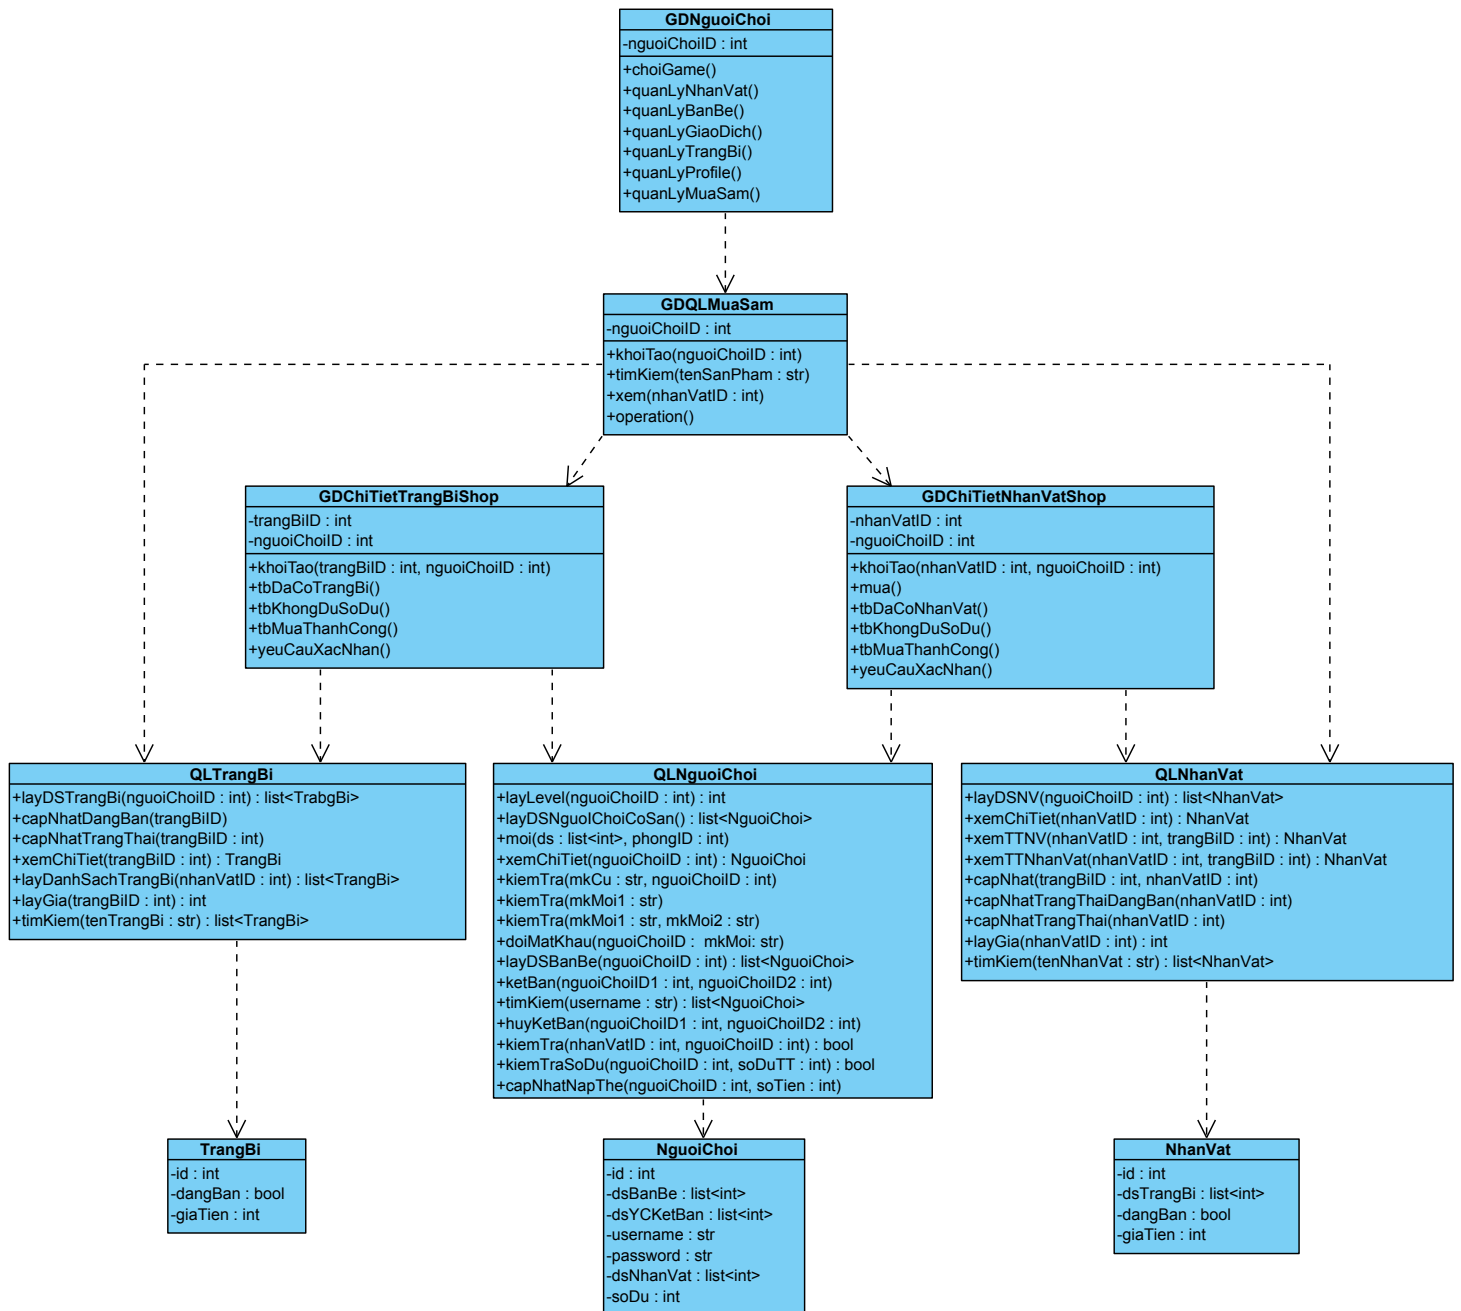 GDNguoiChoi
-nguoiChoiID : int
+choiGame()
+quanLyNhanVat()
+quanLyBanBe()
+quanLyGiaoDich()
+quanLyTrangBi()
+quanLyProfile()
+quanLyMuaSam()
GDQLMuaSam
-nguoiChoiID : int
+khoiTao(nguoiChoiID : int)
+timKiem(tenSanPham : str)
+xem(nhanVatID : int)
+operation()
GDChiTietTrangBiShop
-trangBiID : int
-nguoiChoiID : int
+khoiTao(trangBiID : int, nguoiChoiID : int)
+tbDaCoTrangBi()
+tbKhongDuSoDu()
+tbMuaThanhCong()
+yeuCauXacNhan()
GDChiTietNhanVatShop
-nhanVatID : int
-nguoiChoiID : int
+khoiTao(nhanVatID : int, nguoiChoiID : int)
+mua()
+tbDaCoNhanVat()
+tbKhongDuSoDu()
+tbMuaThanhCong()
+yeuCauXacNhan()
QLTrangBi
+layDSTrangBi(nguoiChoiID : int) : list<TrabgBi>
+capNhatDangBan(trangBiID)
+capNhatTrangThai(trangBiID : int)
+xemChiTiet(trangBiID : int) : TrangBi
+layDanhSachTrangBi(nhanVatID : int) : list<TrangBi>
+layGia(trangBiID : int) : int
+timKiem(tenTrangBi : str) : list<TrangBi>
QLNguoiChoi
+layLevel(nguoiChoiID : int) : int
+layDSNguoIChoiCoSan() : list<NguoiChoi>
+moi(ds : list<int>, phongID : int)
+xemChiTiet(nguoiChoiID : int) : NguoiChoi
+kiemTra(mkCu : str, nguoiChoiID : int)
+kiemTra(mkMoi1 : str)
+kiemTra(mkMoi1 : str, mkMoi2 : str)
+doiMatKhau(nguoiChoiID :  mkMoi: str)
+layDSBanBe(nguoiChoiID : int) : list<NguoiChoi>
+ketBan(nguoiChoiID1 : int, nguoiChoiID2 : int)
+timKiem(username : str) : list<NguoiChoi>
+huyKetBan(nguoiChoiID1 : int, nguoiChoiID2 : int)
+kiemTra(nhanVatID : int, nguoiChoiID : int) : bool
+kiemTraSoDu(nguoiChoiID : int, soDuTT : int) : bool
+capNhatNapThe(nguoiChoiID : int, soTien : int)
QLNhanVat
+layDSNV(nguoiChoiID : int) : list<NhanVat>
+xemChiTiet(nhanVatID : int) : NhanVat
+xemTTNV(nhanVatID : int, trangBiID : int) : NhanVat
+xemTTNhanVat(nhanVatID : int, trangBiID : int) : NhanVat
+capNhat(trangBiID : int, nhanVatID : int)
+capNhatTrangThaiDangBan(nhanVatID : int)
+capNhatTrangThai(nhanVatID : int)
+layGia(nhanVatID : int) : int
+timKiem(tenNhanVat : str) : list<NhanVat>
TrangBi
-id : int
-dangBan : bool
-giaTien : int
NguoiChoi
-id : int
-dsBanBe : list<int>
-dsYCKetBan : list<int>
-username : str
-password : str
-dsNhanVat : list<int>
-soDu : int
NhanVat
-id : int
-dsTrangBi : list<int>
-dangBan : bool
-giaTien : int